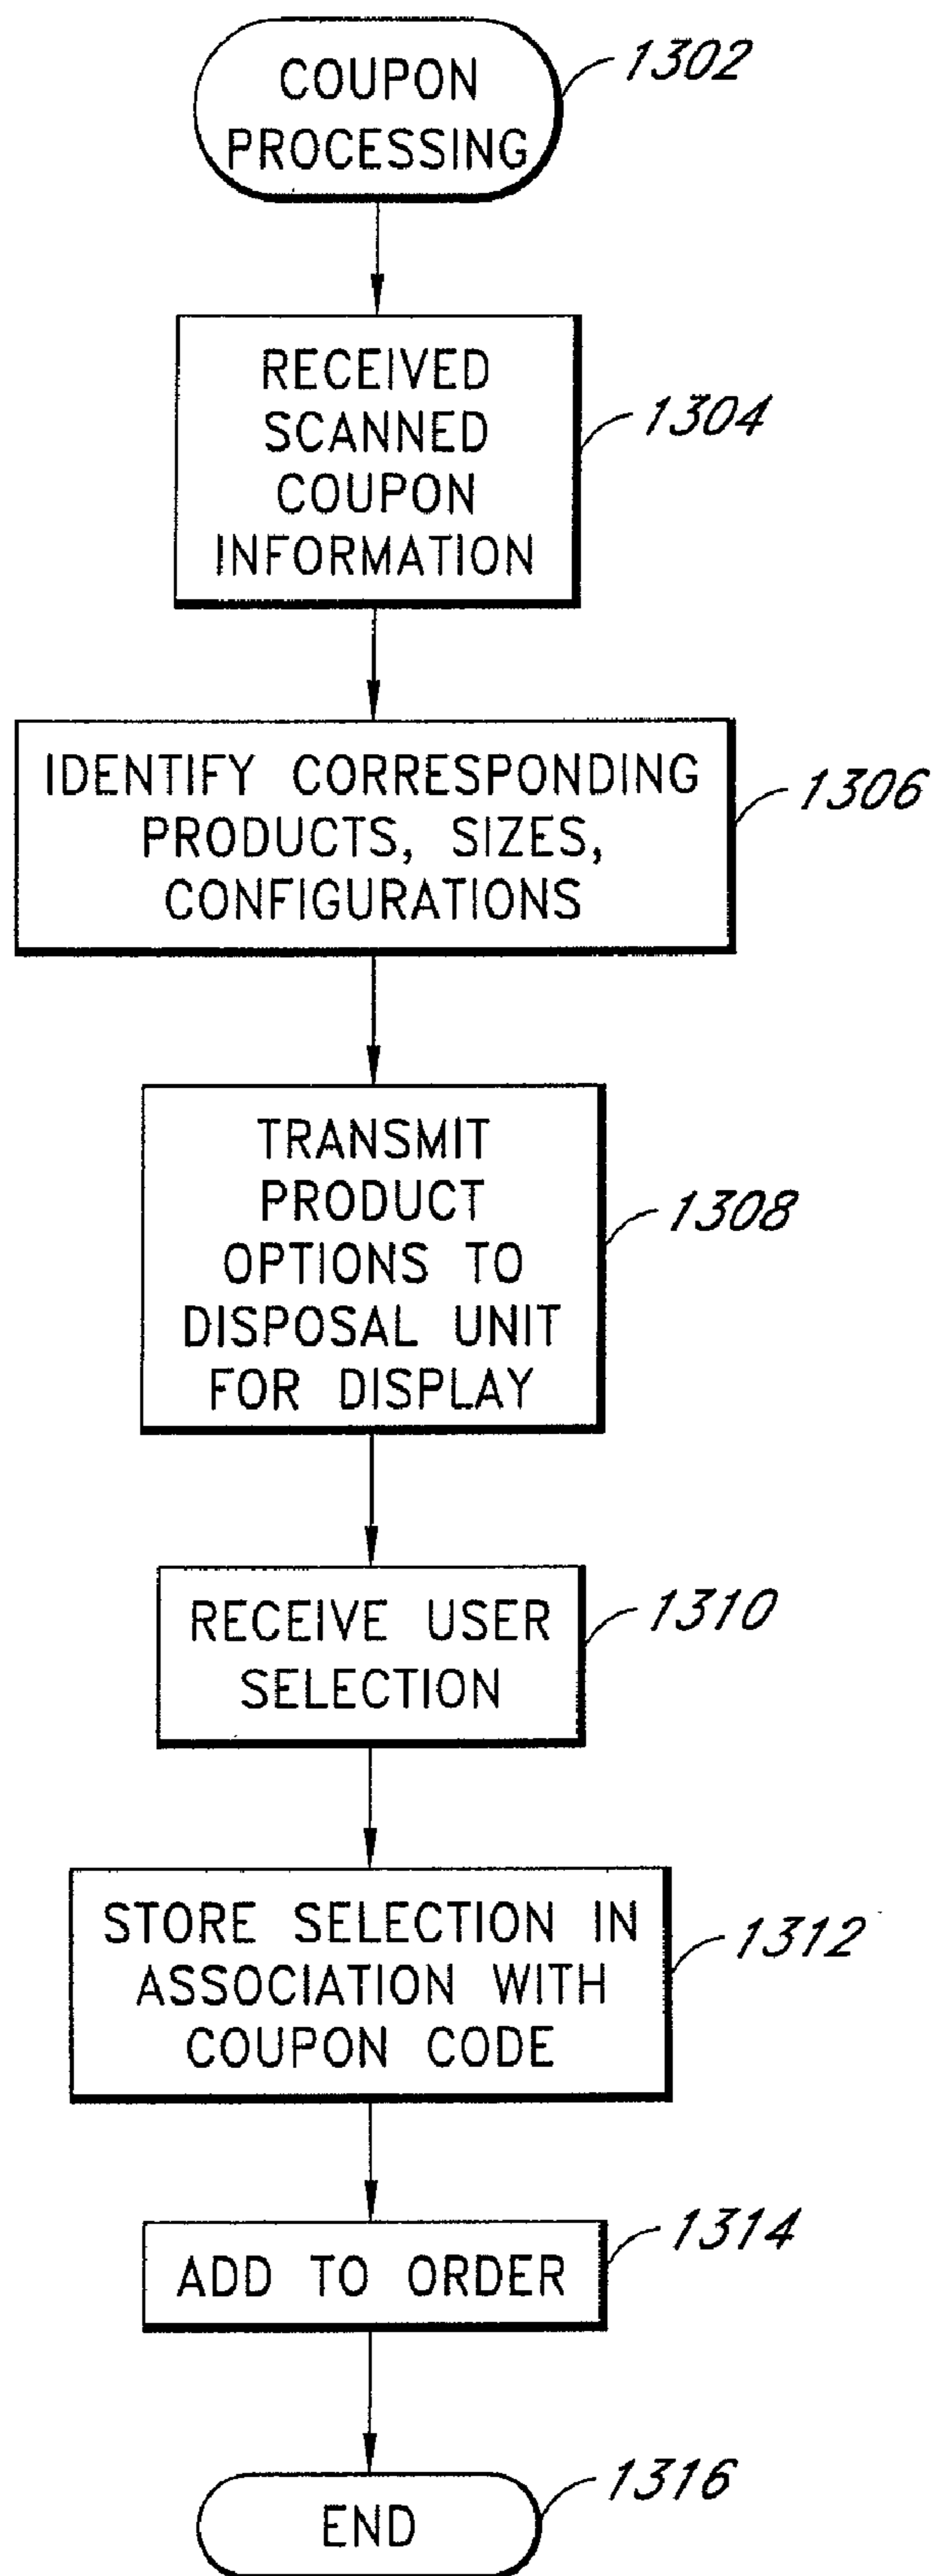 COUPON
PROCESSING
1302
RECEIVED
SCANNED
COUPON
INFORMATION
1304
IDENTIFY CORRESPONDING
PRODUCTS, SIZES,
CONFIGURATIONS
1306
TRANSMIT
PRODUCT
OPTIONS TO
DISPOSAL UNIT
FOR DISPLAY
1308
RECEIVE USER
SELECTION
1310
STORE SELECTION IN
ASSOCIATION WITH
COUPON CODE
1312
ADD TO ORDER
1314
END
1316